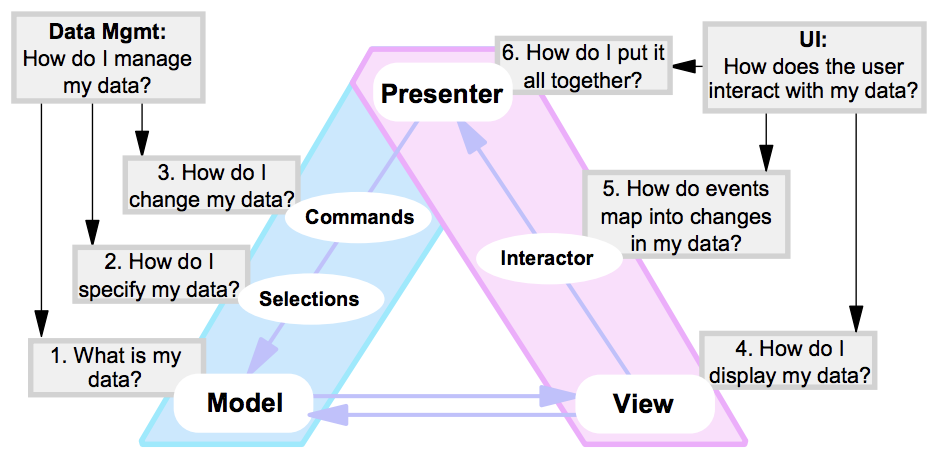 Data Mgmt:
How do I manage
my data?
6. How do I put it
all together?
UI:
How does the user
interact with my data?
Presenter
3. How do I
change my data?
5. How do events
map into changes
in my data?
Commands
Interactor
2. How do I
specify my data?
Selections
1. What is my
data?
4. How do I
display my data?
Model
View